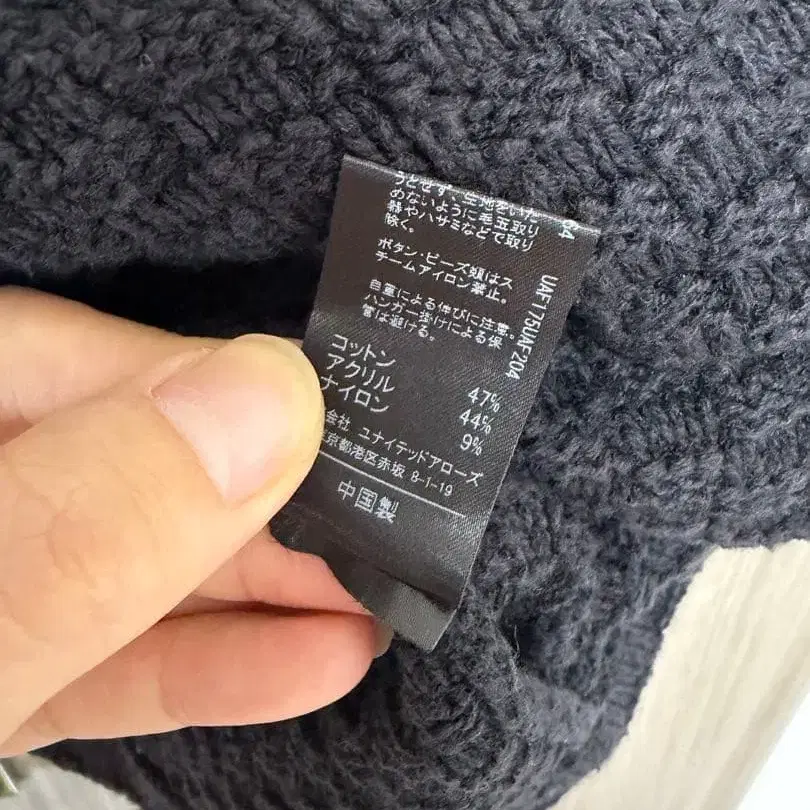 うとせず、生地をいた
めないように毛玉取り
器やハサミなどで取り
除く。
ボタン・ビーズ類はス
チームアイロン禁止。
自重による伸びに注意。
ハンガー掛けによる保
管は避ける。
コットン 47%
アクリル 44%
ナイロン 9%
会社 ユナイテッドアローズ
京都港区赤坂 8-1-19
中国製
UAF175UAF204